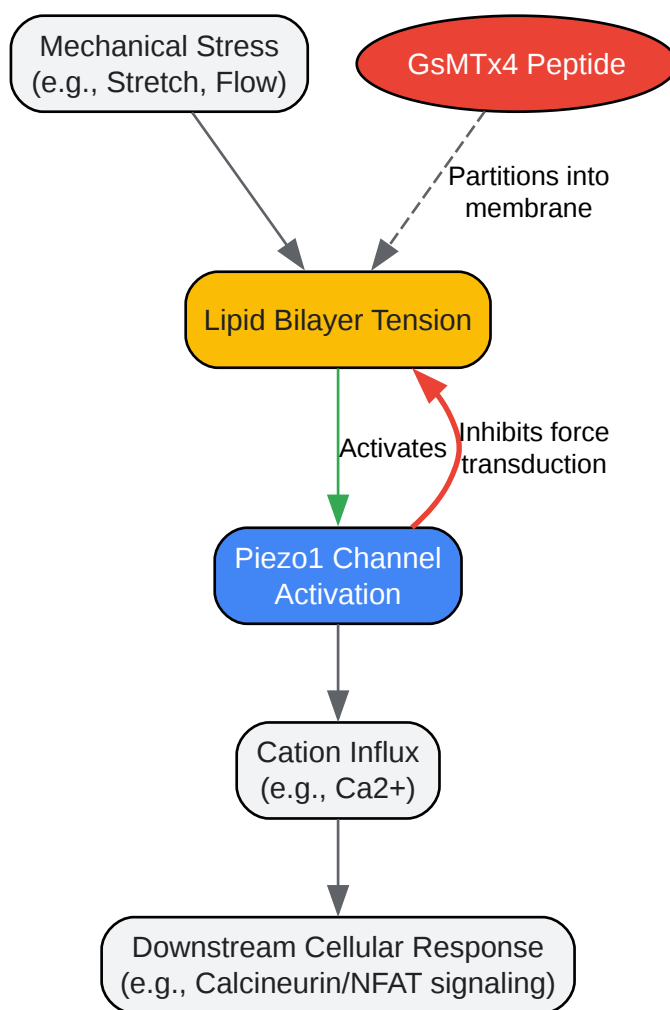 Mechanical Stress
(e.g., Stretch, Flow)
GsMTx4 Peptide
Partitions into
membrane
Lipid Bilayer Tension
Activates
Inhibits force
transduction
Piezo1 Channel
Activation
Cation Influx
(e.g., Ca2+)
Downstream Cellular Response
(e.g., Calcineurin/NFAT signaling)